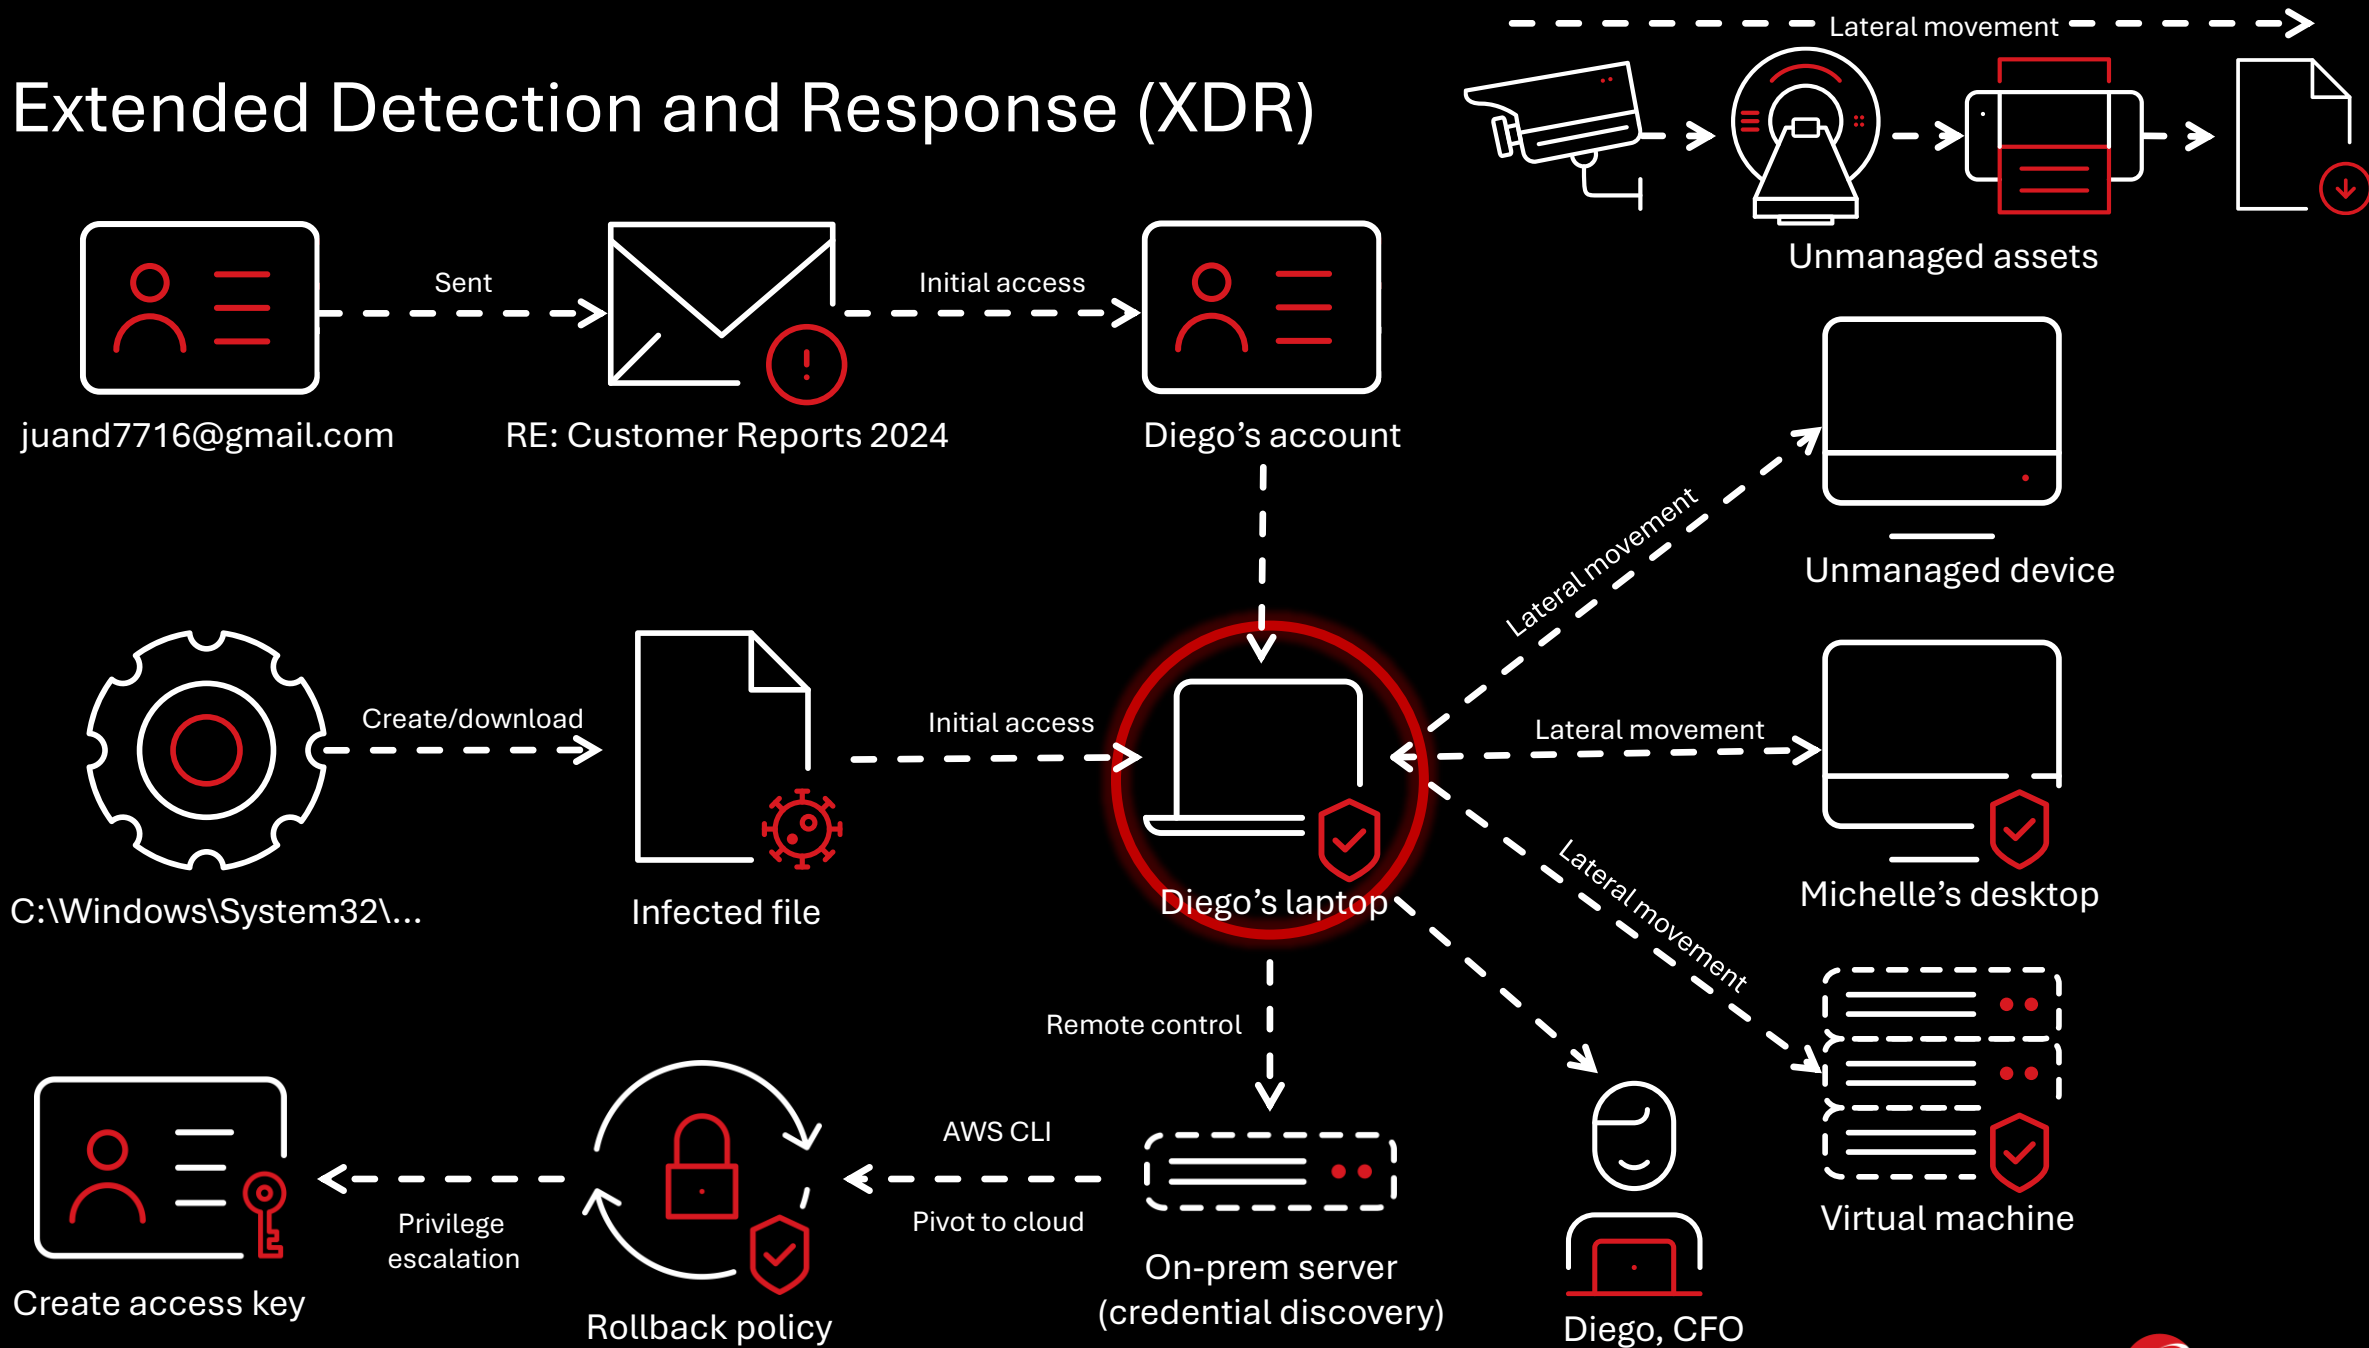 Lateral movement
Extended Detection and Response (XDR)
Unmanaged assets
Sent
Initial access
juand7716@gmail.com
RE: Customer Reports 2024
Diego’s account
Lateral movement
Unmanaged device
Create/download
Initial access
Lateral movement
C:\Windows\System32\...
Infected file
Diego’s laptop
Michelle’s desktop
Lateral movement
Remote control
AWS CLI
Privilege
escalation
Pivot to cloud
Virtual machine
Create access key
Rollback policy
On-prem server
(credential discovery)
Diego, CFO